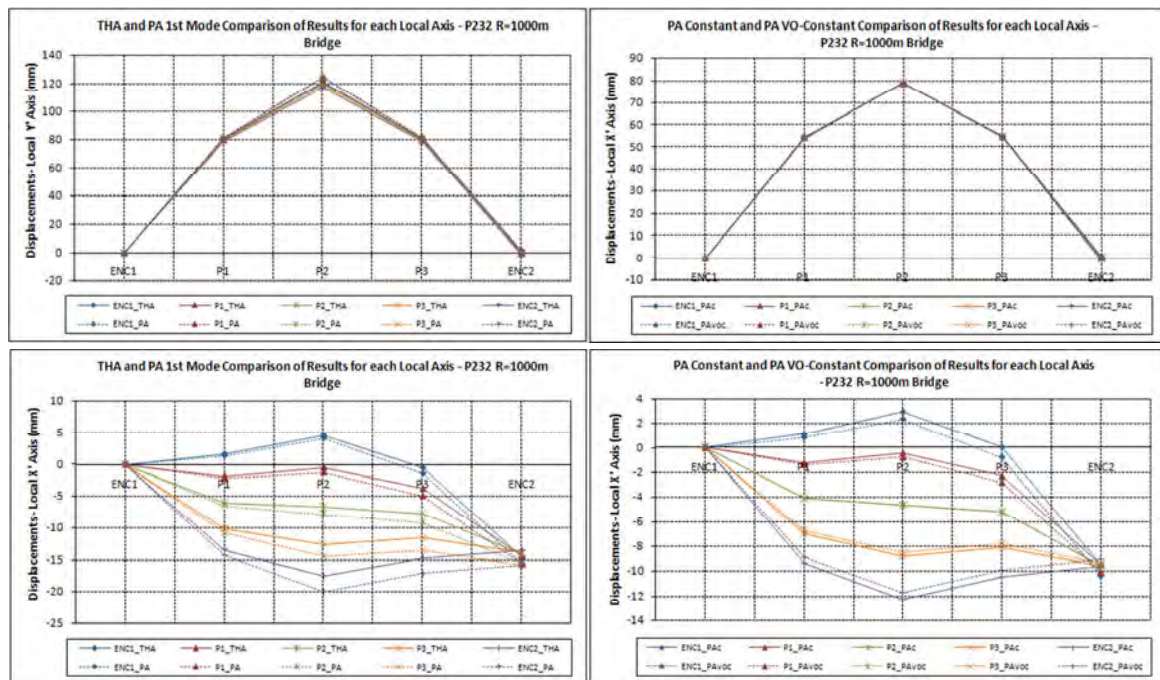 THA and PA 1st Mode Comparison of Results for each Local Axis - P232 R=1000m
Bridge
Displacements- Local Y' Axis (mm)
140
120
100
80
60
40
20
0
-20
ENC1
P1
P2
P3
ENC2
ENC1_THA
P1_THA
P2_THA
P3_THA
ENC2_THA
ENC1_PA
P1_PA
P2_PA
P3_PA
ENC2_PA
PA Constant and PA VO-Constant Comparison of Results for each Local Axis –
P232 R=1000m Bridge
Displacements- Local X' Axis (mm)
90
80
70
60
50
40
30
20
10
0
-10
ENC1
P1
P2
P3
ENC2
ENC1_PAc
P1_PAc
P2_PAc
P3_PAc
ENC2_PAc
ENC1_PAvoc
P1_PAvoc
P2_PAvoc
P3_PAvoc
ENC2_PAvoc
THA and PA 1st Mode Comparison of Results for each Local Axis - P232 R=1000m
Bridge
Displacements- Local X' Axis (mm)
10
5
0
-5
-10
-15
-20
-25
ENC1
P1
P2
P3
ENC2
ENC1_THA
P1_THA
P2_THA
P3_THA
ENC2_THA
ENC1_PA
P1_PA
P2_PA
P3_PA
ENC2_PA
PA Constant and PA VO-Constant Comparison of Results for each Local Axis
- P232 R=1000m Bridge
Displacements- Local X' Axis (mm)
4
2
0
-2
-4
-6
-8
-10
-12
-14
ENC1
P1
P2
P3
ENC2
ENC1_PAc
P1_PAc
P2_PAc
P3_PAc
ENC2_PAc
ENC1_PAvoc
P1_PAvoc
P2_PAvoc
P3_PAvoc
ENC2_PAvoc